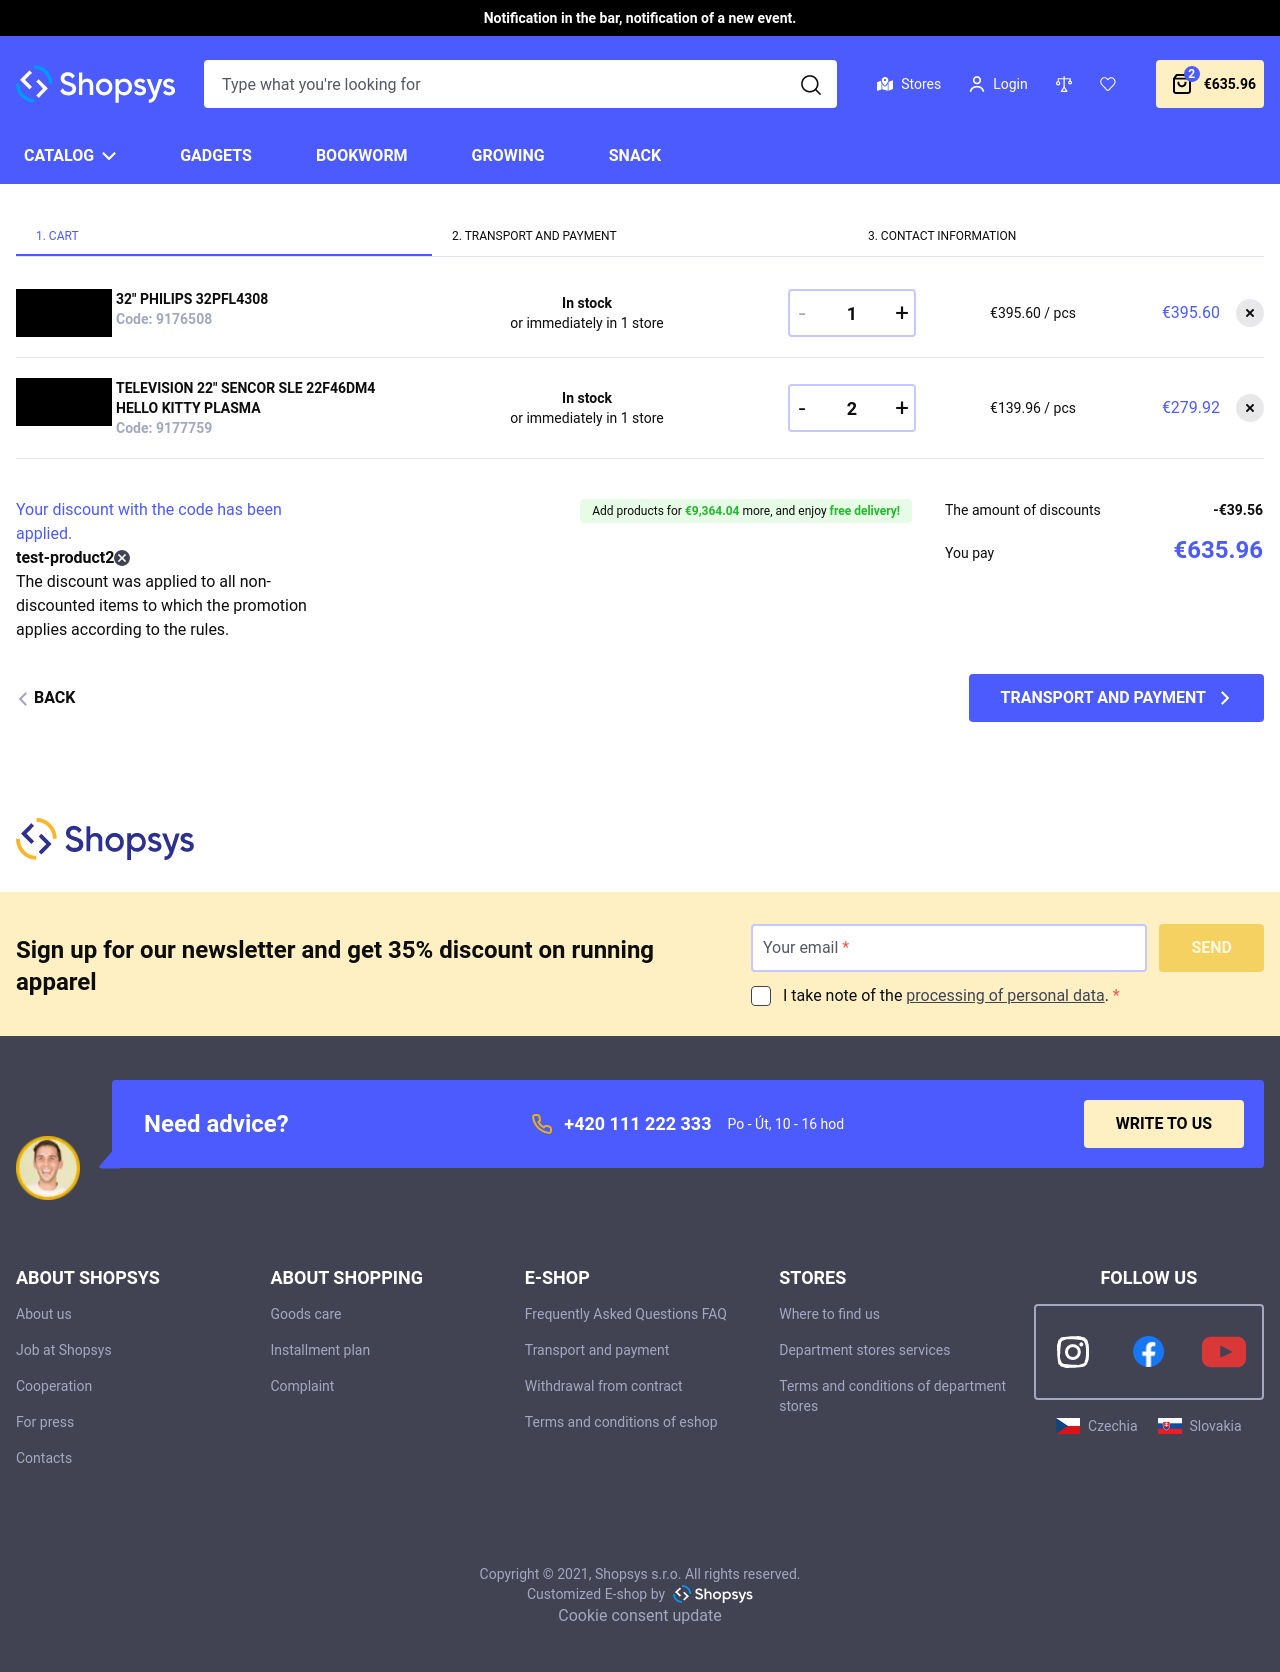 Notification in the bar, notification of a new event.
Shopsys
Type what you're looking for
Stores
Login
2
€635.96
CATALOG
GADGETS
BOOKWORM
GROWING
SNACK
1. CART
2. TRANSPORT AND PAYMENT
3. CONTACT INFORMATION
32" PHILIPS 32PFL4308
Code: 9176508
In stock
or immediately in 1 store
- 1 +
€395.60 / pcs
€395.60
TELEVISION 22" SENCOR SLE 22F46DM4
HELLO KITTY PLASMA
Code: 9177759
In stock
or immediately in 1 store
- 2 +
€139.96 / pcs
€279.92
Your discount with the code has been
applied.
test-product2
The discount was applied to all non-
discounted items to which the promotion
applies according to the rules.
Add products for €9,364.04 more, and enjoy free delivery!
The amount of discounts
-€39.56
You pay
€635.96
BACK
TRANSPORT AND PAYMENT
Shopsys
Sign up for our newsletter and get 35% discount on running
apparel
Your email *
SEND
I take note of the processing of personal data. *
Need advice?
+420 111 222 333
Po - Út, 10 - 16 hod
WRITE TO US
ABOUT SHOPSYS
About us
Job at Shopsys
Cooperation
For press
Contacts
ABOUT SHOPPING
Goods care
Installment plan
Complaint
E-SHOP
Frequently Asked Questions FAQ
Transport and payment
Withdrawal from contract
Terms and conditions of eshop
STORES
Where to find us
Department stores services
Terms and conditions of department
stores
FOLLOW US
Czechia
Slovakia
Copyright © 2021, Shopsys s.r.o. All rights reserved.
Customized E-shop by Shopsys
Cookie consent update